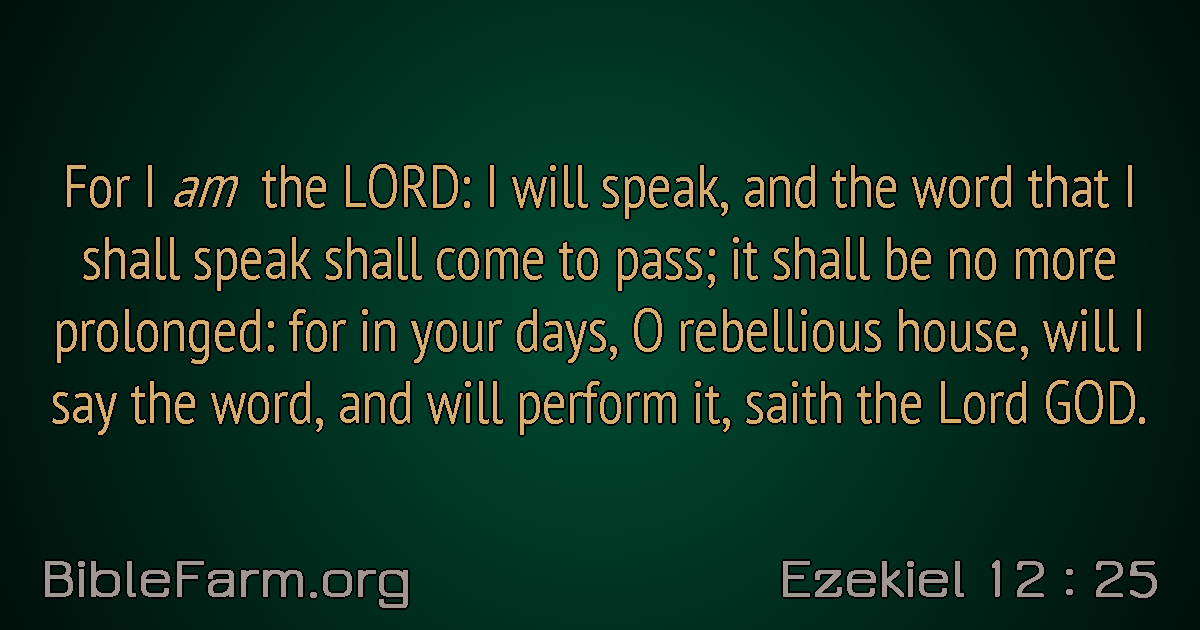 For I am the LORD: I will speak, and the word that I
shall speak shall come to pass; it shall be no more
prolonged: for in your days, O rebellious house, will I
say the word, and will perform it, saith the Lord GOD.
BibleFarm.org
Ezekiel 12 : 25